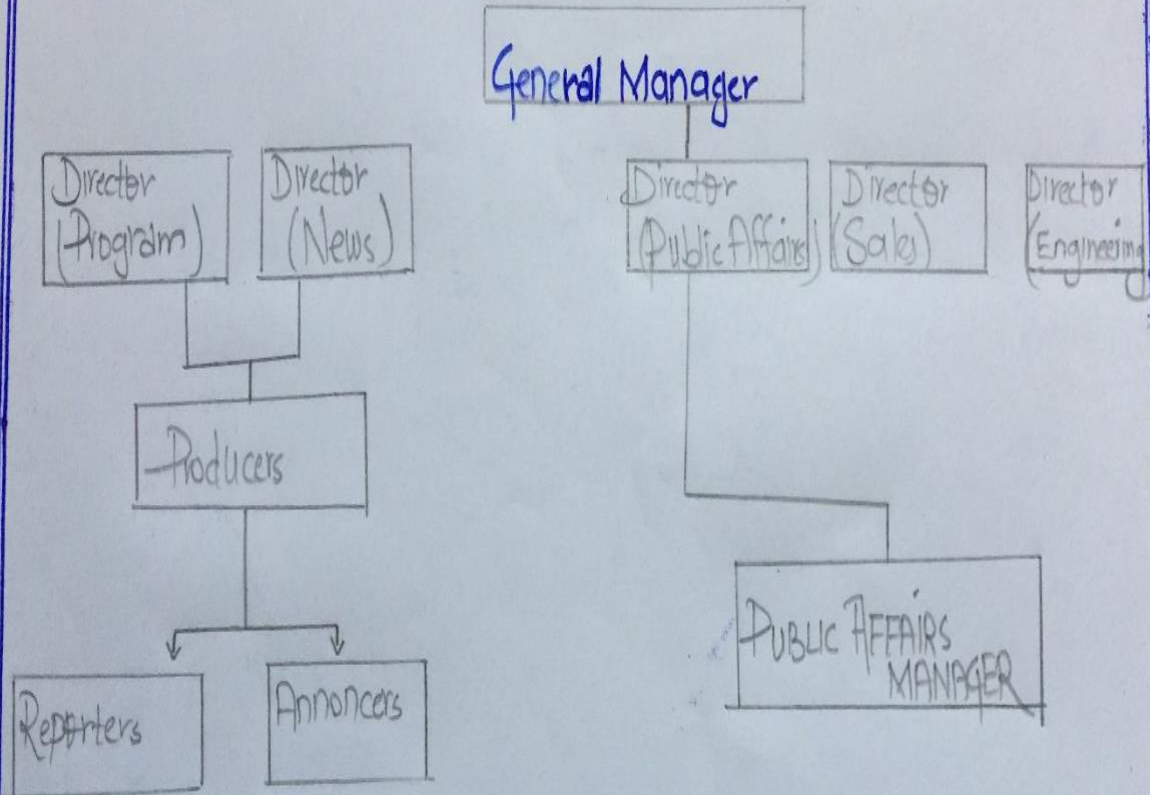 General Manager
Director
(Program)
Director
(News)
Director
(Public Affairs)
Director
(Sales)
Director
(Engineering
Producers
PUBLIC AFFAIRS
MANAGER
Reporters
Annoncers